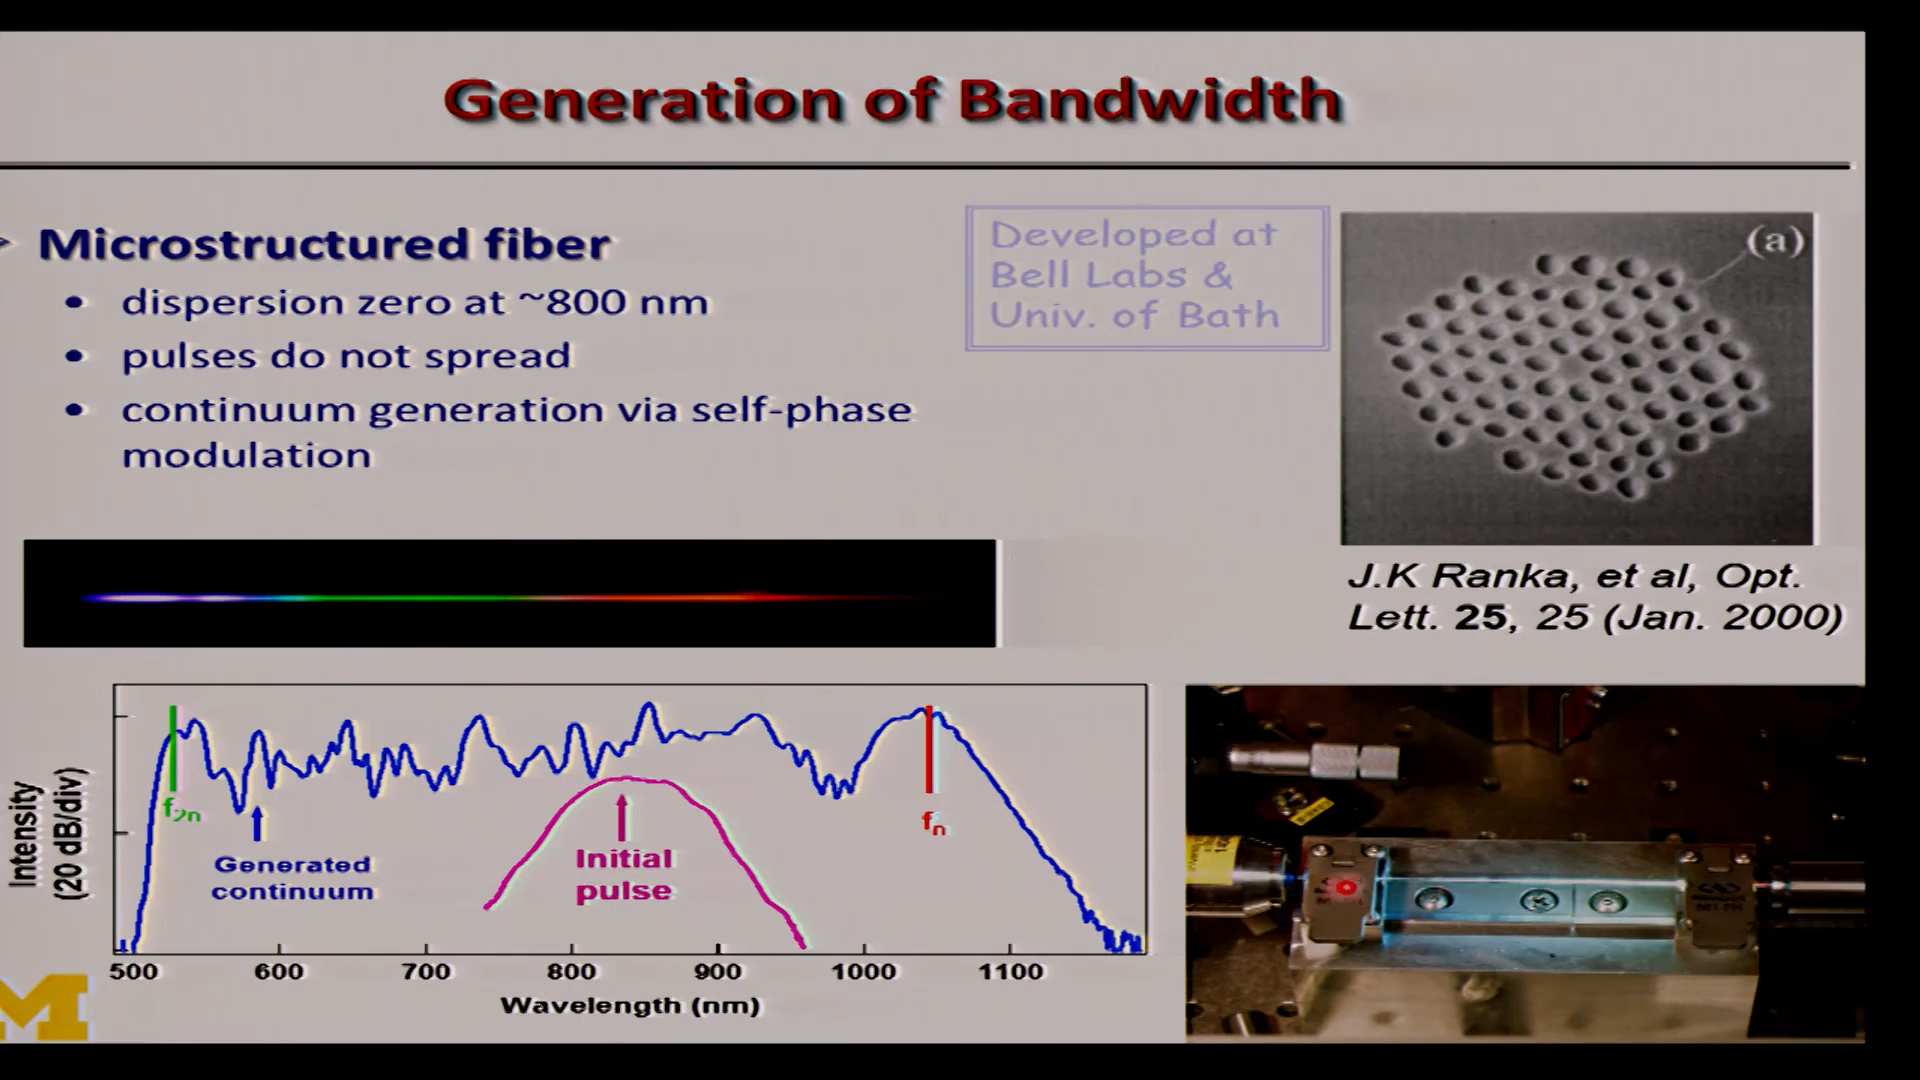 Generation of Bandwidth
Microstructured fiber
• dispersion zero at ~800 nm
• pulses do not spread
• continuum generation via self-phase
modulation
Developed at
Bell Labs &
Univ. of Bath
(a)
J.K Ranka, et al, Opt.
Lett. 25, 25 (Jan. 2000)
Intensity
(20 dB/div)
f2n
Generated
continuum
Initial
pulse
fn
500 600 700 800 900 1000 1100
Wavelength (nm)
M